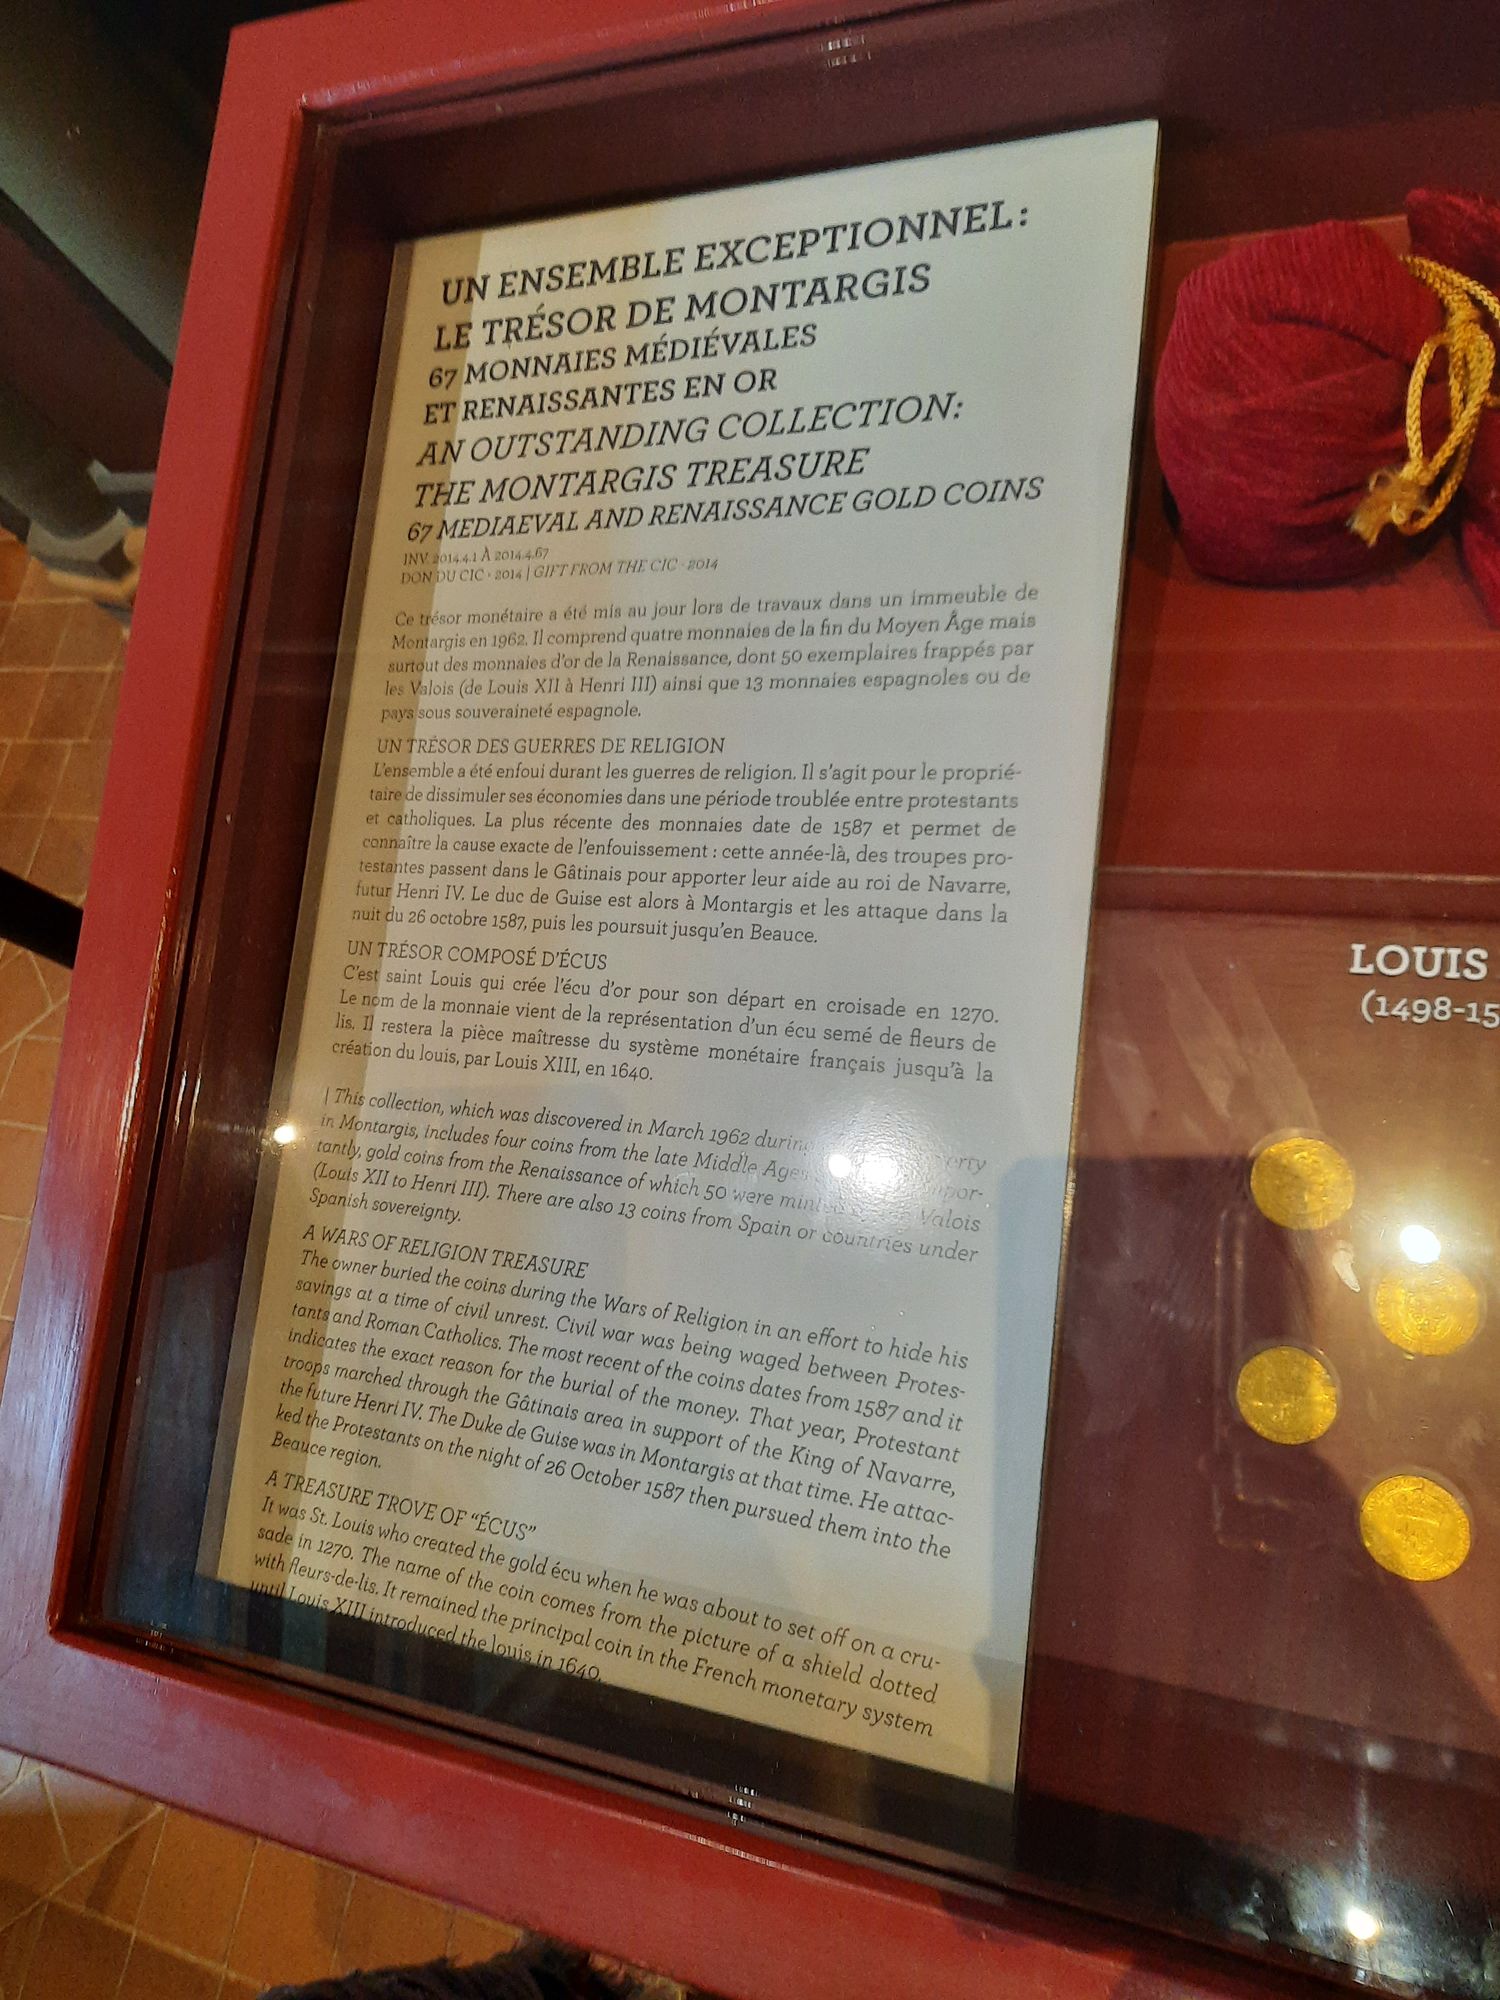 UN ENSEMBLE EXCEPTIONNEL :
LE TRÉSOR DE MONTARGIS
67 MONNAIES MÉDIÉVALES
ET RENAISSANTES EN OR
AN OUTSTANDING COLLECTION:
THE MONTARGIS TREASURE
67 MEDIAEVAL AND RENAISSANCE GOLD COINS
INV. 2014.4.1 À 2014.4.67
DON DU CIC - 2014 | GIFT FROM THE CIC - 2014
Ce trésor monétaire a été mis au jour lors de travaux dans un immeuble de
Montargis en 1962. Il comprend quatre monnaies de la fin du Moyen Âge mais
surtout des monnaies d'or de la Renaissance, dont 50 exemplaires frappés par
les Valois (de Louis XII à Henri III) ainsi que 13 monnaies espagnoles ou de
pays sous souveraineté espagnole.
UN TRÉSOR DES GUERRES DE RELIGION
L'ensemble a été enfoui durant les guerres de religion. Il s'agit pour le proprié-
taire de dissimuler ses économies dans une période troublée entre protestants
et catholiques. La plus récente des monnaies date de 1587 et permet de
connaître la cause exacte de l'enfouissement : cette année-là, des troupes pro-
testantes passent dans le Gâtinais pour apporter leur aide au roi de Navarre,
futur Henri IV. Le duc de Guise est alors à Montargis et les attaque dans la
nuit du 26 octobre 1587, puis les poursuit jusqu'en Beauce.
UN TRÉSOR COMPOSÉ D'ÉCUS
C'est saint Louis qui crée l'écu d'or pour son départ en croisade en 1270.
Le nom de la monnaie vient de la représentation d'un écu semé de fleurs de
lis. Il restera la pièce maîtresse du système monétaire français jusqu'à la
création du louis, par Louis XIII, en 1640.
| This collection, which was discovered in March 1962 during
in Montargis, includes four coins from the late Middle Ages
tantly, gold coins from the Renaissance of which 50 were Valois
(Louis XII to Henri III). There are also 13 coins from Spain or countries under
Spanish sovereignty.
A WARS OF RELIGION TREASURE
The owner buried the coins during the Wars of Religion in an effort to hide his
savings at a time of civil unrest. Civil war was being waged between Protes-
tants and Roman Catholics. The most recent of the coins dates from 1587 and it
indicates the exact reason for the burial of the money. That year, Protestant
troops marched through the Gâtinais area in support of the King of Navarre,
the future Henri IV. The Duke de Guise was in Montargis at that time. He attac-
ked the Protestants on the night of 26 October 1587 then pursued them into the
Beauce region.
A TREASURE TROVE OF "ÉCUS"
It was St. Louis who created the gold écu when he was about to set off on a cru-
sade in 1270. The name of the coin comes from the picture of a shield dotted
with fleurs-de-lis. It remained the principal coin in the French monetary system
until Louis XIII introduced the louis in 1640.
LOUIS
(1498-15